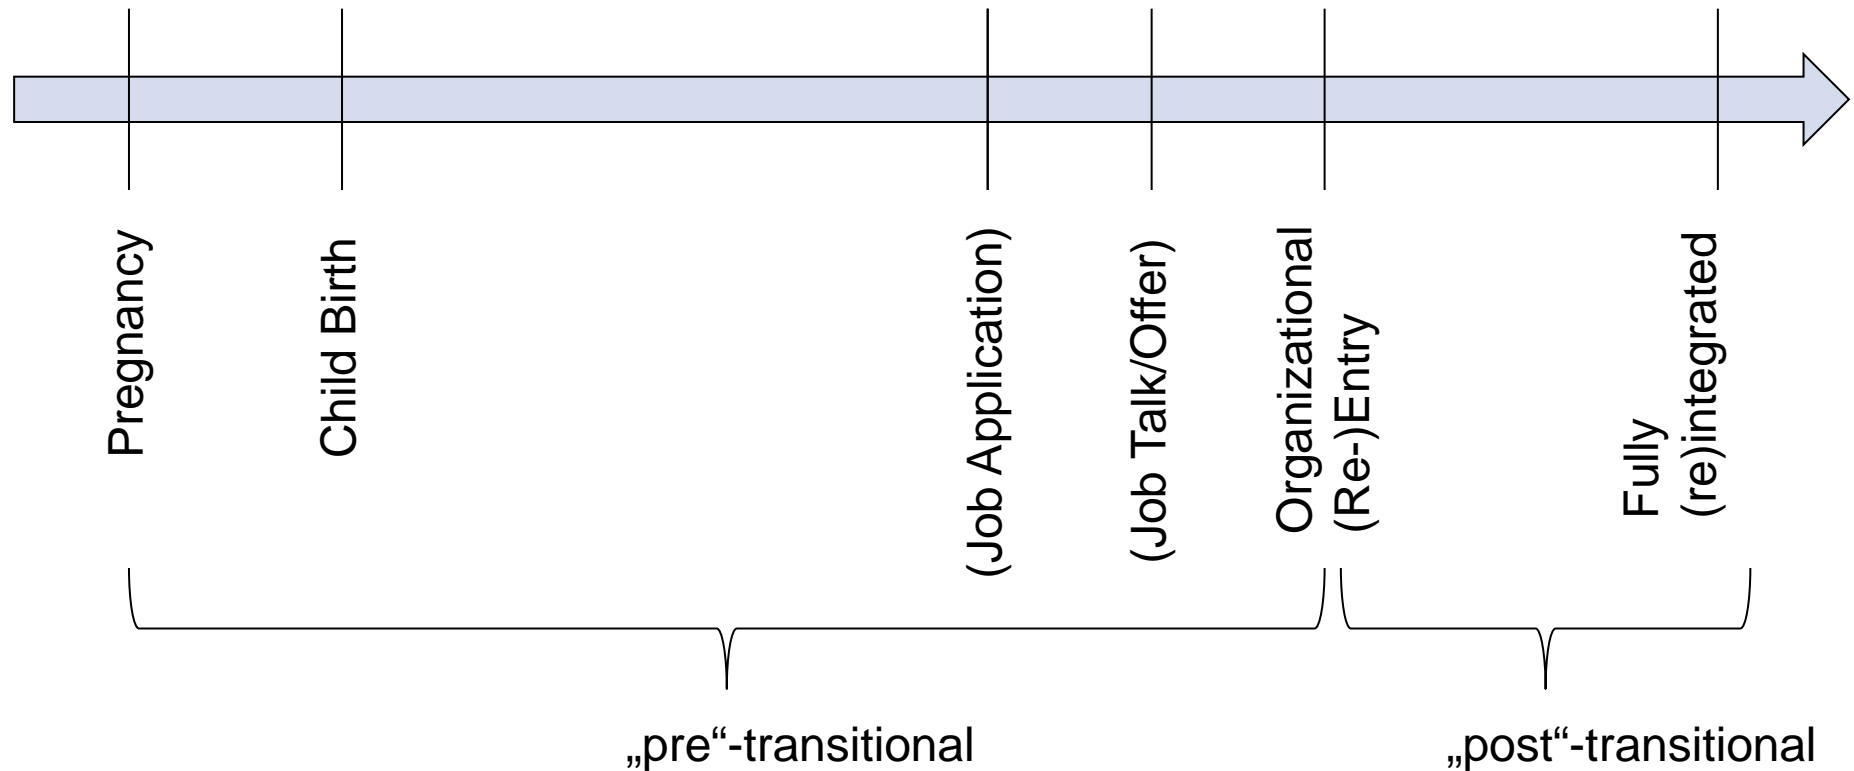 Pregnancy
Child Birth
(Job Application)
(Job Talk/Offer)
Organizational
(Re-)Entry
Fully
(re)integrated
„pre“-transitional
„post“-transitional